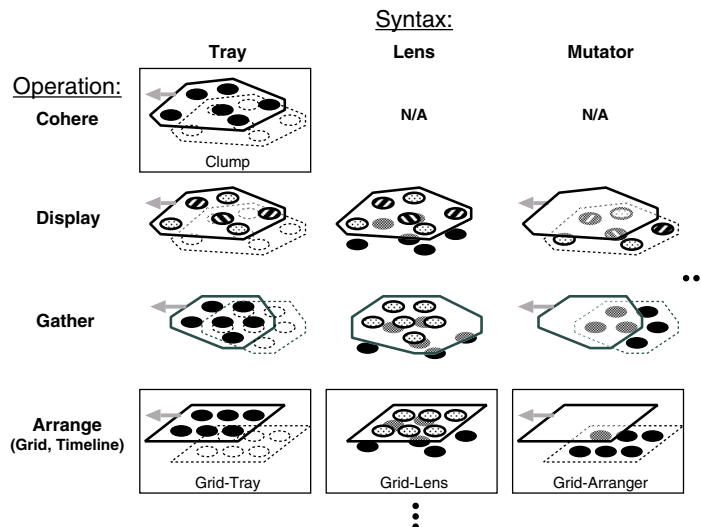 Syntax:
Tray Lens Mutator
Operation:
Cohere N/A N/A
Clump
Display
Gather
Arrange
(Grid, Timeline)
Grid-Tray Grid-Lens Grid-Arranger